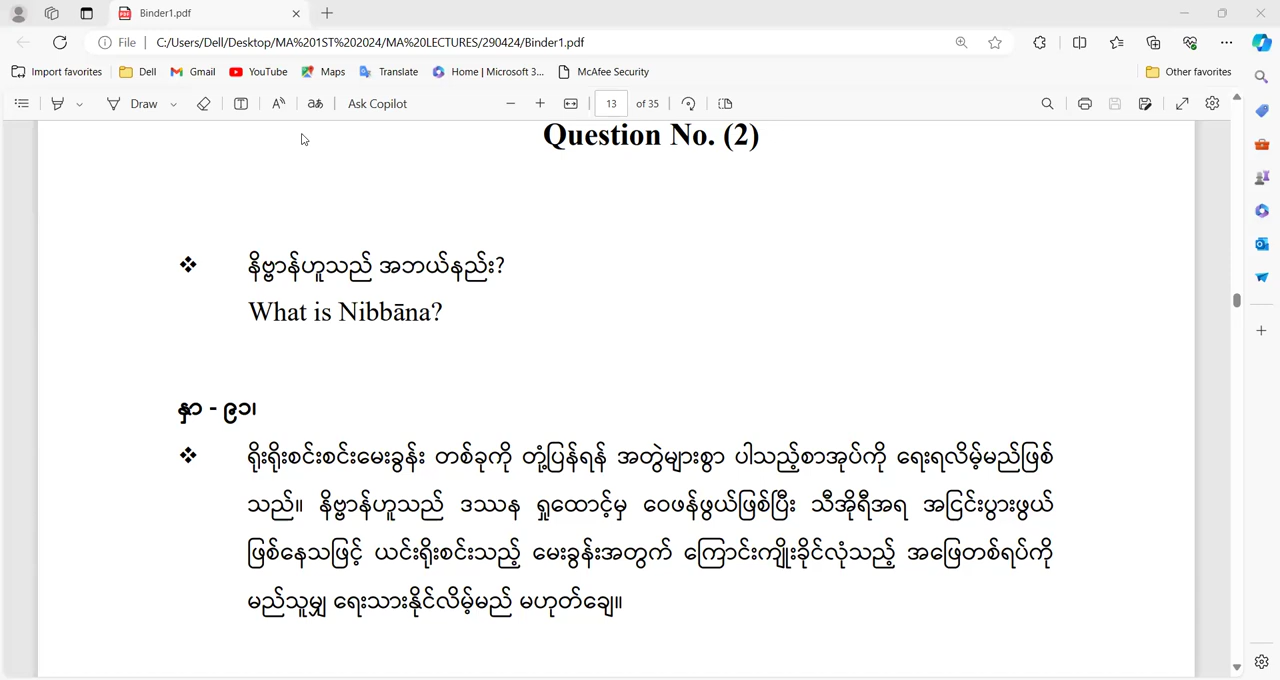 Binder1.pdf
File
C:/Users/Dell/Desktop/MA%201ST%202024/MA%20LECTURES/290424/Binder1.pdf
Import favorites Dell Gmail YouTube Maps Translate Home | Microsoft 3... McAfee Security Other favorites
Draw Ask Copilot 13 of 35
Question No. (2)
❖ နိဗ္ဗာန်ဟူသည် အဘယ်နည်း?
What is Nibbāna?
နှာ - ၉၁၊
❖ ရိုးရိုးစင်းစင်းမေးခွန်း တစ်ခုကို တုံ့ပြန်ရန် အတွဲများစွာ ပါသည့်စာအုပ်ကို ရေးရလိမ့်မည်ဖြစ်
သည်။ နိဗ္ဗာန်ဟူသည် ဒဿန ရှုထောင့်မှ ဝေဖန်ဖွယ်ဖြစ်ပြီး သီအိုရီအရ အငြင်းပွားဖွယ်
ဖြစ်နေသဖြင့် ယင်းရိုးစင်းသည့် မေးခွန်းအတွက် ကြောင်းကျိုးခိုင်လုံသည့် အဖြေတစ်ရပ်ကို
မည်သူမျှ ရေးသားနိုင်လိမ့်မည် မဟုတ်ချေ။